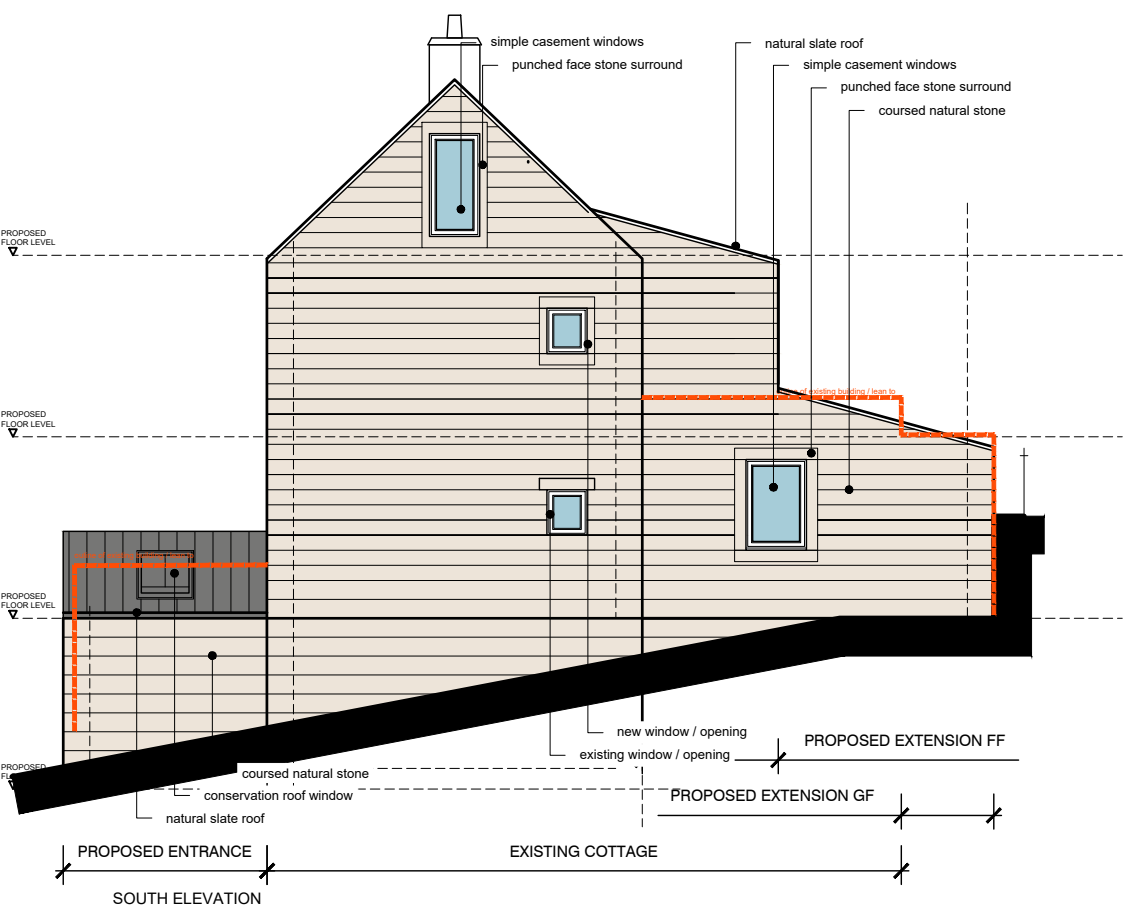 simple casement windows
punched face stone surround
natural slate roof
simple casement windows
punched face stone surround
coursed natural stone
PROPOSED
FLOOR LEVEL
of existing building / lean to
PROPOSED
FLOOR LEVEL
PROPOSED
FLOOR LEVEL
new window / opening
existing window / opening
PROPOSED EXTENSION FF
PROPOSED
coursed natural stone
conservation roof window
natural slate roof
PROPOSED EXTENSION GF
PROPOSED ENTRANCE
EXISTING COTTAGE
SOUTH ELEVATION